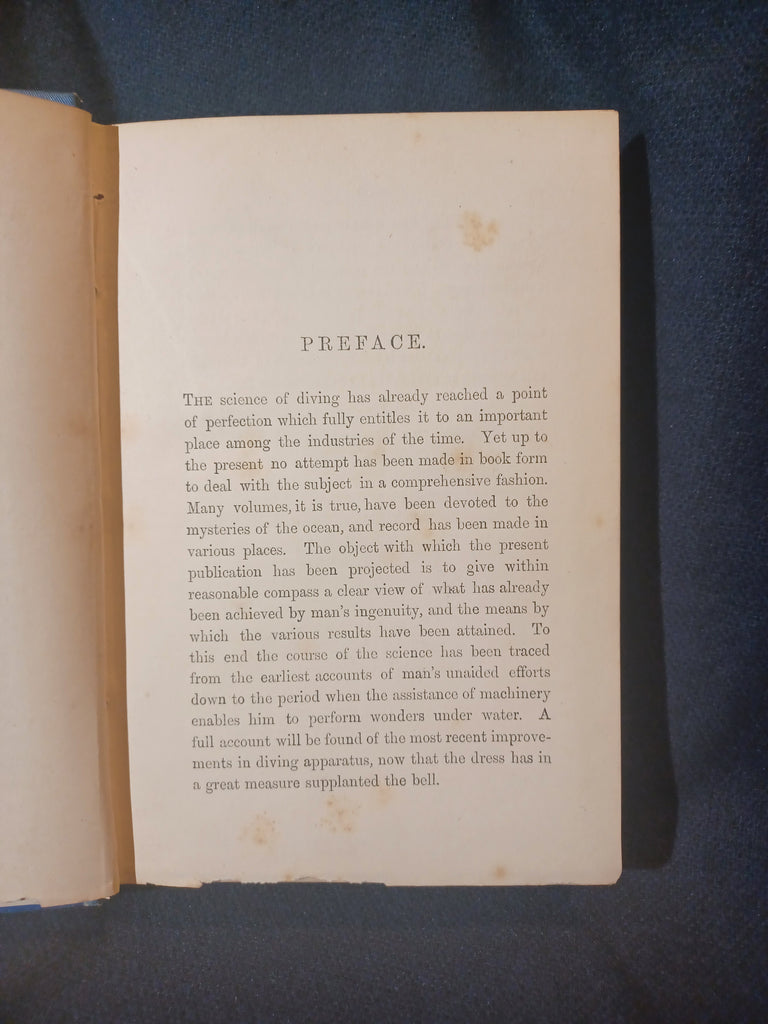 PREFACE.
THE science of diving has already reached a point
of perfection which fully entitles it to an important
place among the industries of the time. Yet up to
the present no attempt has been made in book form
to deal with the subject in a comprehensive fashion.
Many volumes, it is true, have been devoted to the
mysteries of the ocean, and record has been made in
various places. The object with which the present
publication has been projected is to give within
reasonable compass a clear view of what has already
been achieved by man's ingenuity, and the means by
which the various results have been attained. To
this end the course of the science has been traced
from the earliest accounts of man's unaided efforts
down to the period when the assistance of machinery
enables him to perform wonders under water. A
full account will be found of the most recent improve-
ments in diving apparatus, now that the dress has in
a great measure supplanted the bell.